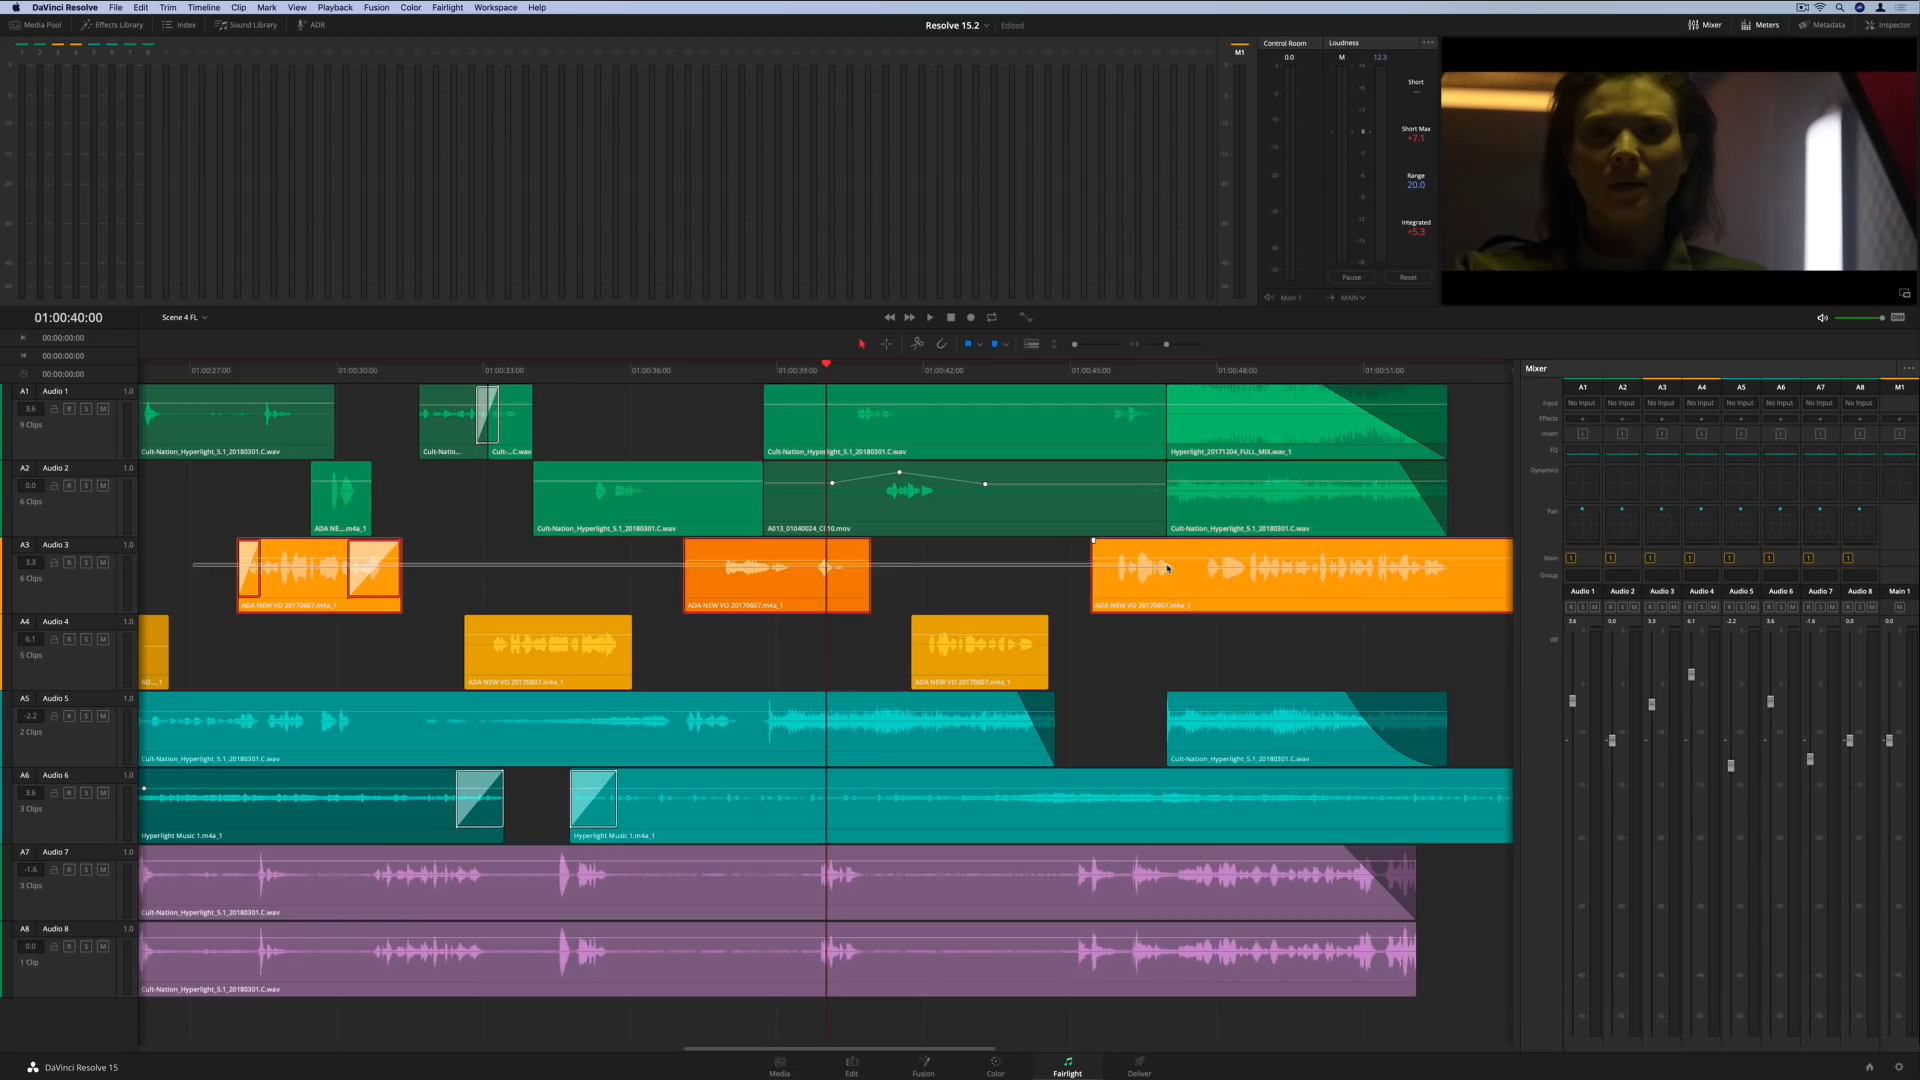 DaVinci Resolve File Edit Trim Timeline Clip Mark View Playback Fusion Color Fairlight Workspace Help
Media Pool Effects Library Index Sound Library ADR Resolve 15.2 Edited Mixer Meters Metadata Inspector
M1
Control Room Loudness
0.0 M 12.3
Short
--
Short Max
+7.1
Range
20.0
Integrated
+5.3
Pause Reset
Main 1 MAIN
01:00:40:00 Scene 4 FL DIM
00:00:00:00
00:00:00:00
00:00:00:00
01:00:27:00 01:00:30:00 01:00:33:00 01:00:36:00 01:00:39:00 01:00:42:00 01:00:45:00 01:00:48:00 01:00:51:00
A1 Audio 1 1.0
3.6 R S M
9 Clips
Cult-Nation_Hyperlight_5.1_20180301.C.wav Cult-Natio... Cult-...C.wav Cult-Nation_Hyperlight_5.1_20180301.C.wav Hyperlight_20171204_FULL_MIX.wav_1
A2 Audio 2 1.0
0.0 R S M
6 Clips
ADA NE....m4a_1 Cult-Nation_Hyperlight_5.1_20180301.C.wav A013_01040024_C010.mov Cult-Nation_Hyperlight_5.1_20180301.C.wav
A3 Audio 3 1.0
3.3 R S M
6 Clips
ADA NEW VO 20170607.m4a_1 ADA NEW VO 20170607.m4a_1 ADA NEW VO 20170607.m4a_1
A4 Audio 4 1.0
6.1 R S M
5 Clips
AD..._1 ADA NEW VO 20170607.m4a_1 ADA NEW VO 20170607.m4a_1
A5 Audio 5 1.0
-2.2 R S M
2 Clips
Cult-Nation_Hyperlight_5.1_20180301.C.wav Cult-Nation_Hyperlight_5.1_20180301.C.wav
A6 Audio 6 1.0
3.6 R S M
3 Clips
Hyperlight Music 1.m4a_1 Hyperlight Music 1.m4a_1
A7 Audio 7 1.0
-1.6 R S M
3 Clips
Cult-Nation_Hyperlight_5.1_20180301.C.wav
A8 Audio 8 1.0
0.0 R S M
1 Clip
Cult-Nation_Hyperlight_5.1_20180301.C.wav
Mixer
A1 A2 A3 A4 A5 A6 A7 A8 M1
Input No Input No Input No Input No Input No Input No Input No Input No Input
Effects
Insert
EQ
Dynamics
Pan
Main 1 1 1 1 1 1 1 1
Group
Audio 1 Audio 2 Audio 3 Audio 4 Audio 5 Audio 6 Audio 7 Audio 8 Main 1
R S M R S M R S M R S M R S M R S M R S M R S M M
3.6 0.0 3.3 6.1 -2.2 3.6 -1.6 0.0 0.0
dB
DaVinci Resolve 15 Media Edit Fusion Color Fairlight Deliver